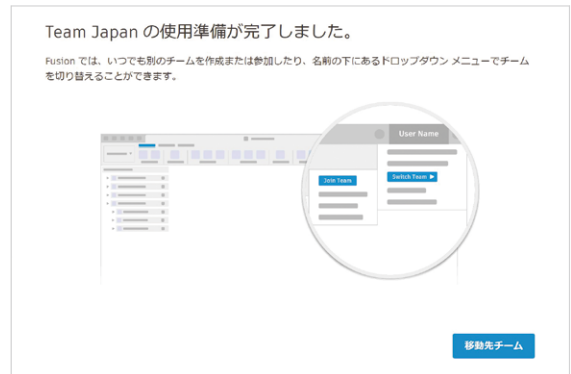 Team Japan の使用準備が完了しました。
Fusion では、いつでも別のチームを作成または参加したり、名前の下にあるドロップダウン メニューでチーム
を切り替えることができます。
User Name
Join Team
Switch Team ▶
移動先チーム